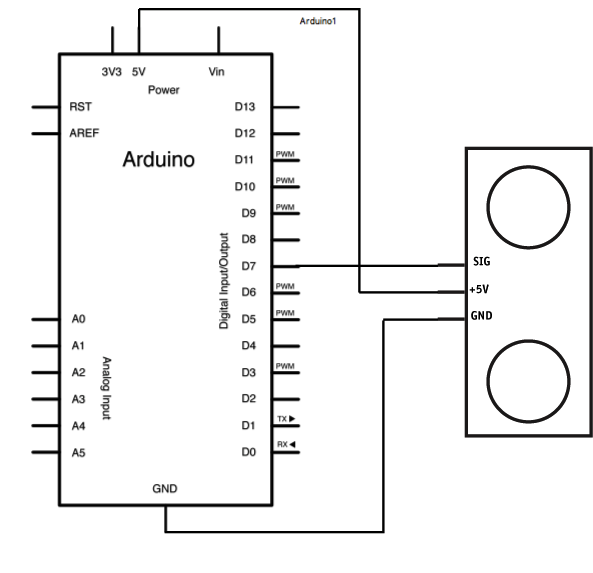 Arduino1
3V3 5V Vin
Power
RST D13
AREF D12
Arduino D11 PWM
D10 PWM
D9 PWM
D8
D7
D6 PWM
A0 D5 PWM
A1 D4
A2 D3 PWM
A3 D2
A4 D1 TX ▶
A5 D0 RX ◀
Digital Input/Output
Analog Input
GND
SIG
+5V
GND